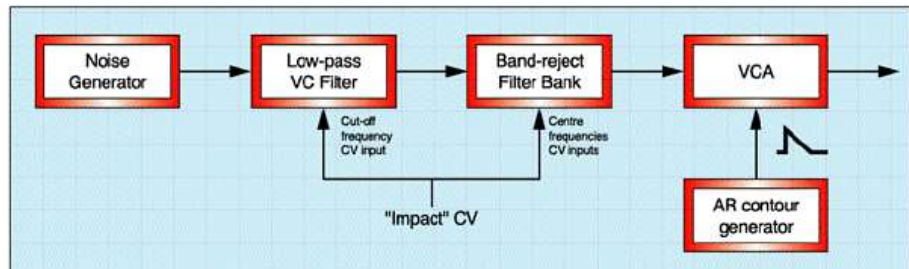 Noise
Generator
Low-pass
VC Filter
Band-reject
Filter Bank
VCA
Cut-off
frequency
CV input
Centre
frequencies
CV inputs
"Impact" CV
AR contour
generator